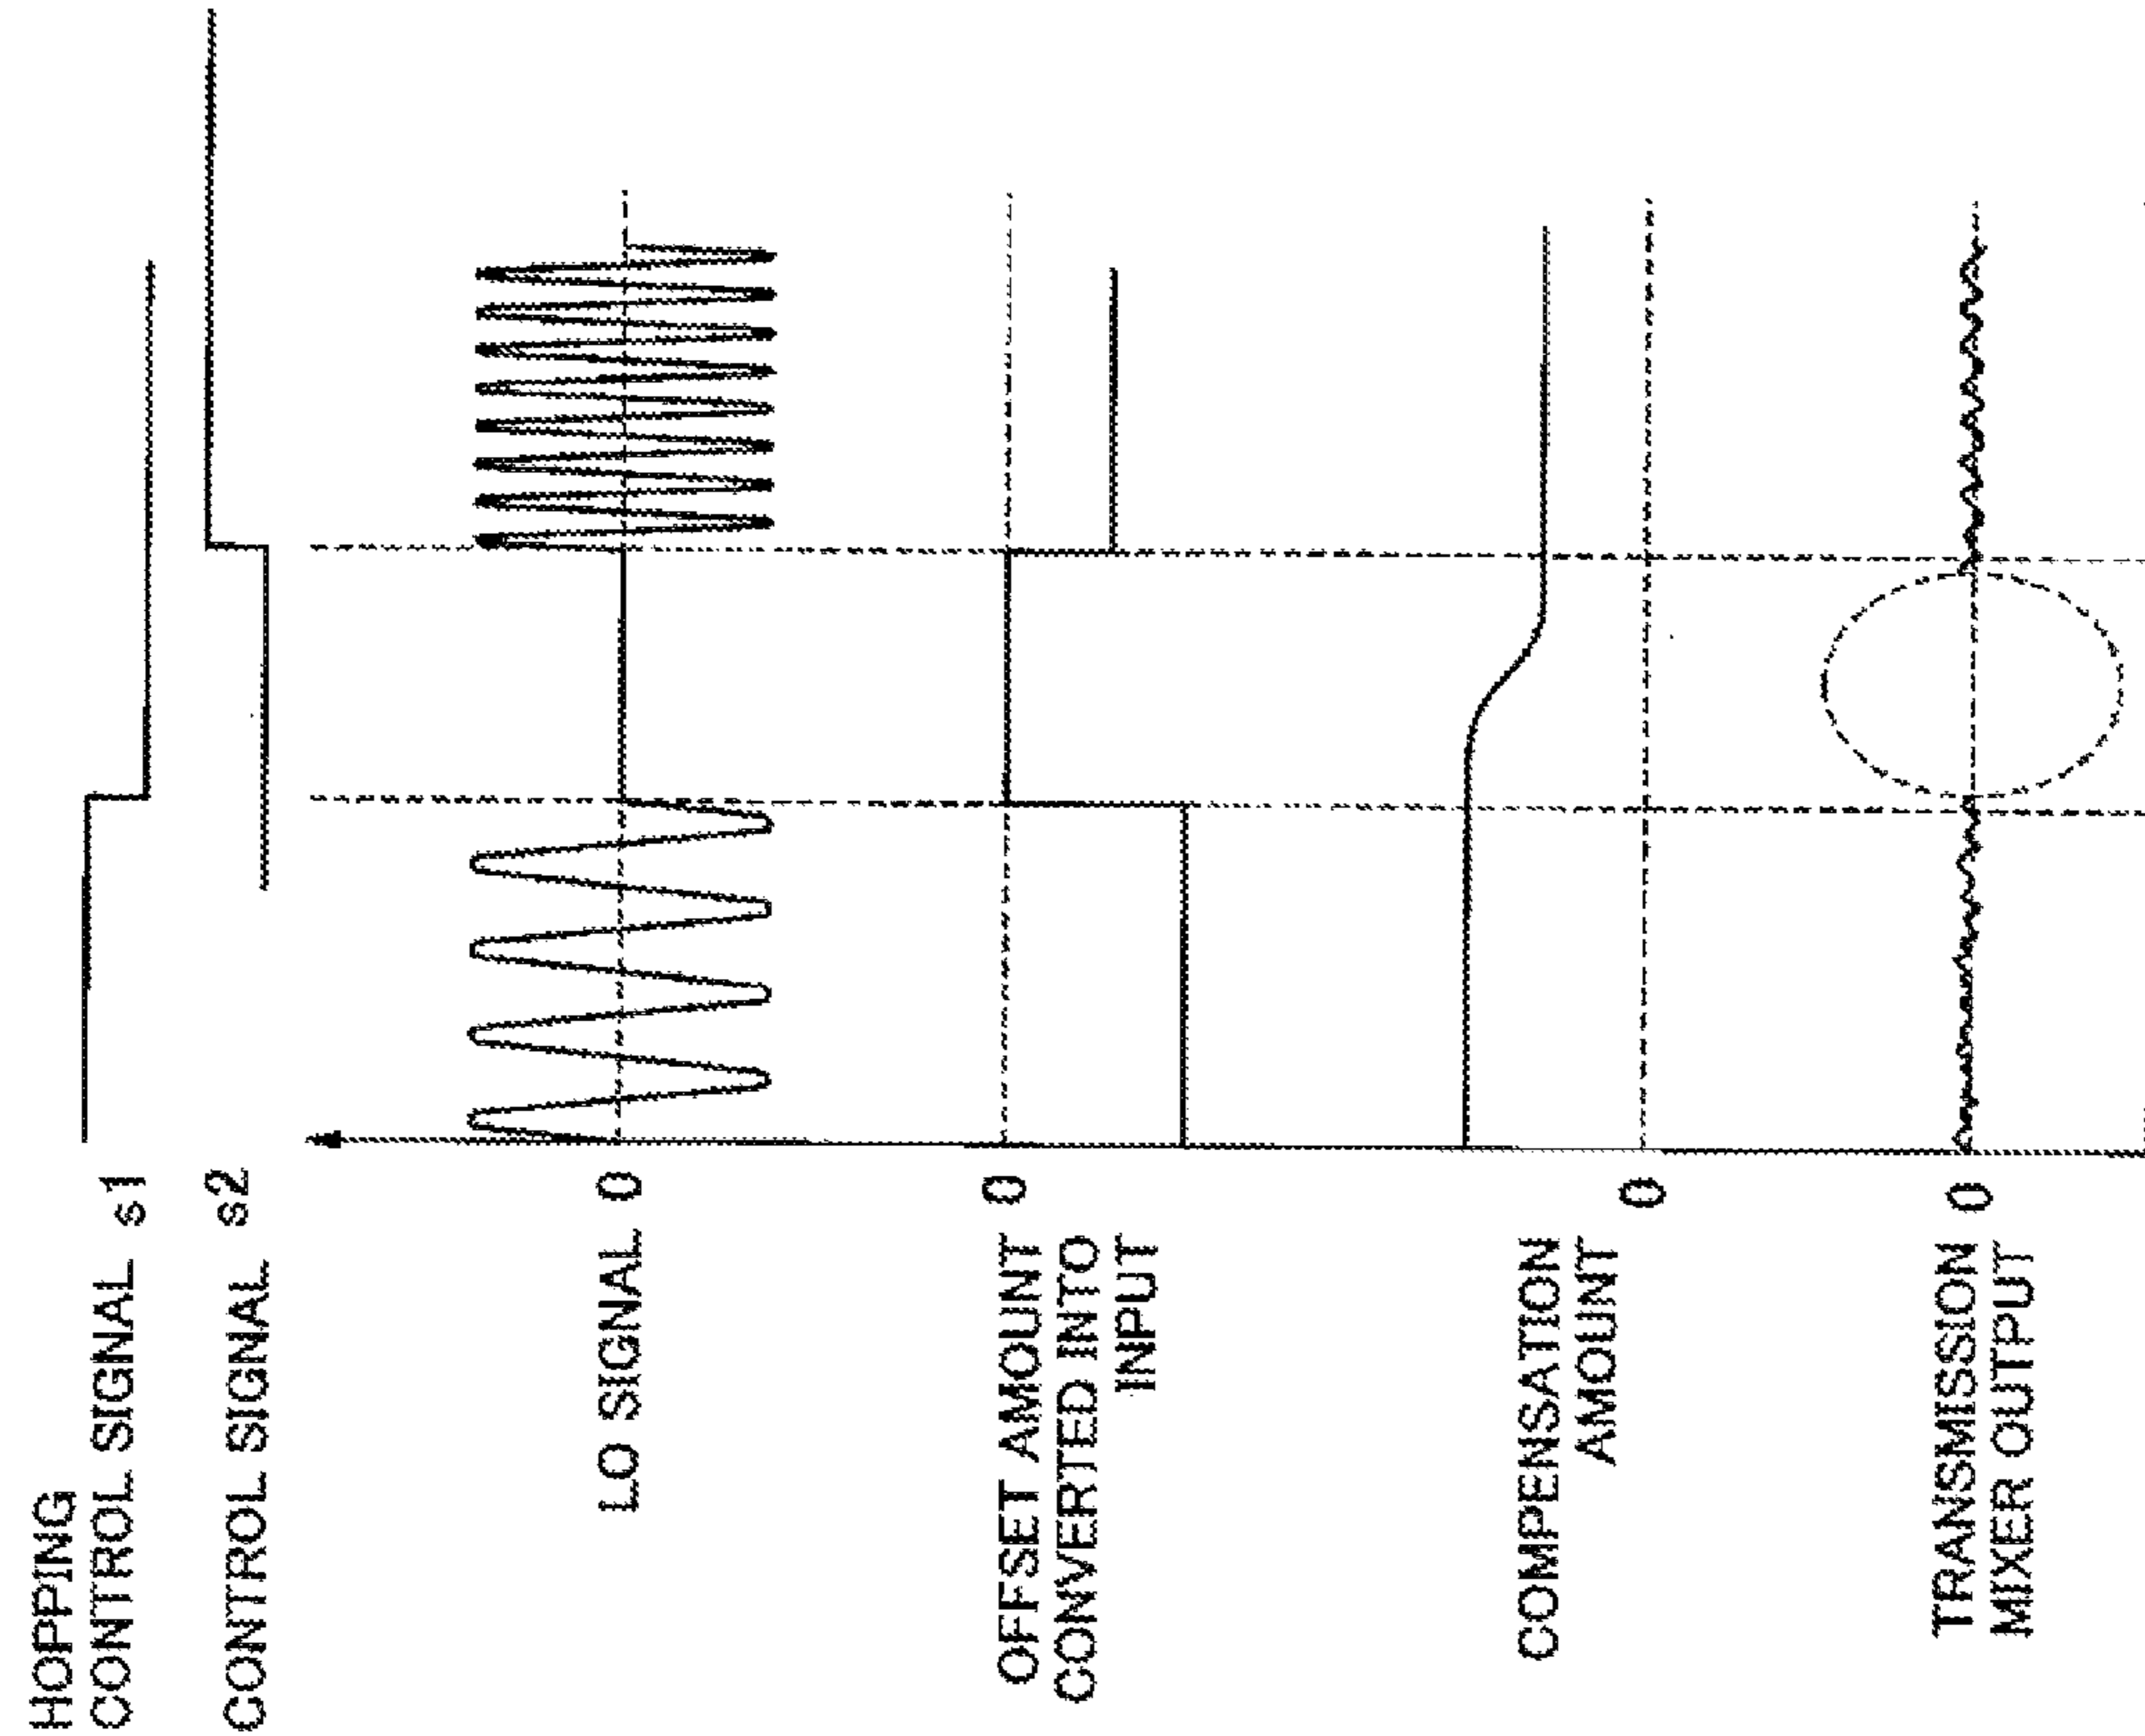 HOPPING
CONTROL SIGNAL s1
CONTROL SIGNAL s2
LO SIGNAL 0
OFFSET AMOUNT 0
CONVERTED INTO
INPUT
COMPENSATION
AMOUNT
0
TRANSMISSION 0
MIXER OUTPUT